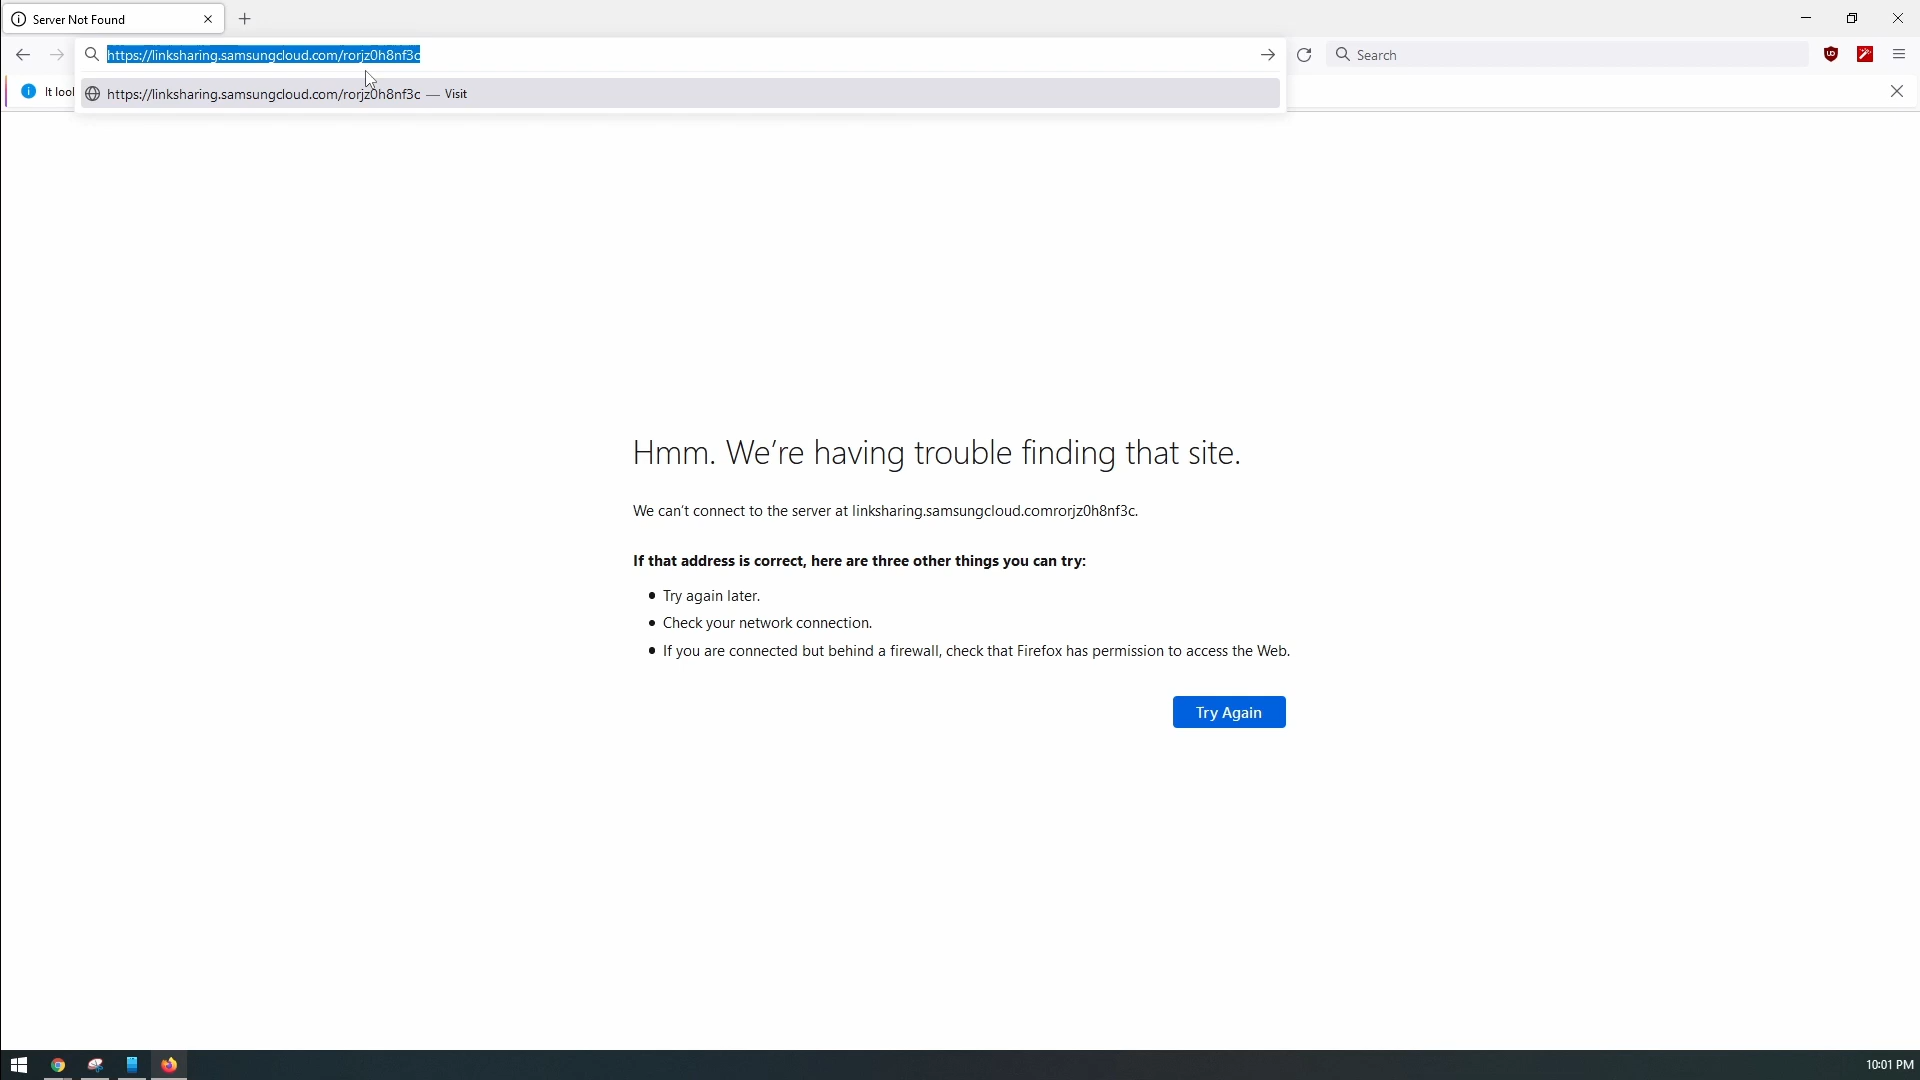 Server Not Found
https://linksharing.samsungcloud.com/rorjz0h8nf3c
Search
It lool
https://linksharing.samsungcloud.com/rorjz0h8nf3c — Visit
Hmm. We're having trouble finding that site.
We can't connect to the server at linksharing.samsungcloud.comrorjz0h8nf3c.
If that address is correct, here are three other things you can try:
• Try again later.
• Check your network connection.
• If you are connected but behind a firewall, check that Firefox has permission to access the Web.
Try Again
10:01 PM